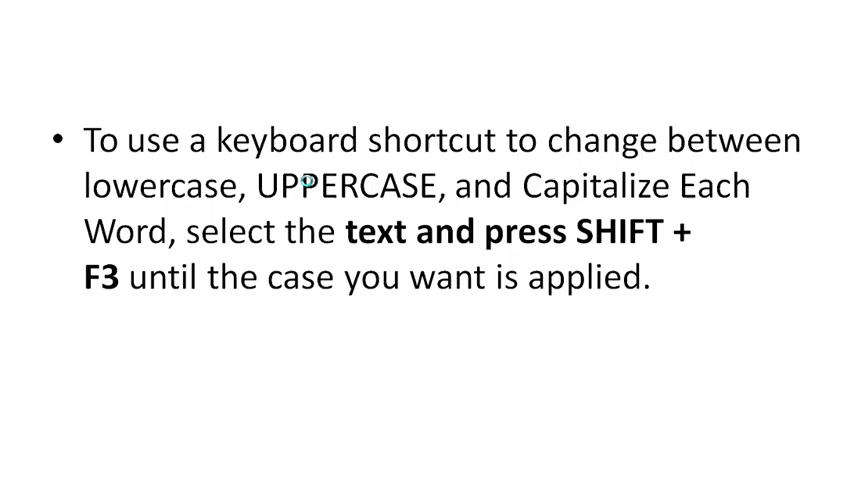 • To use a keyboard shortcut to change between
lowercase, UPPERCASE, and Capitalize Each
Word, select the text and press SHIFT +
F3 until the case you want is applied.